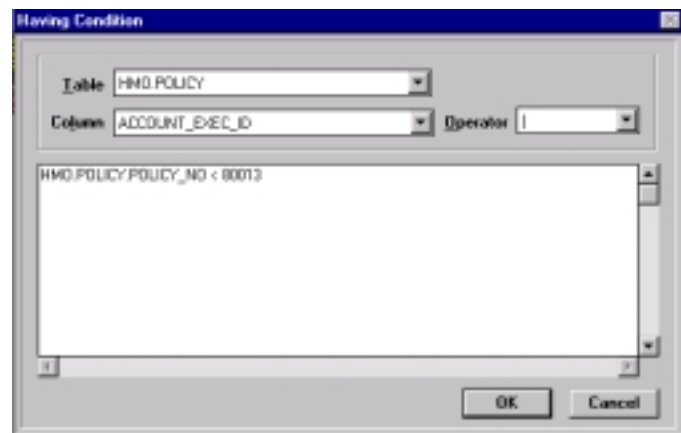 Having Condition
Table HMO.POLICY
Column ACCOUNT_EXEC_ID Operator
HMO.POLICY.POLICY_NO < 80013
OK Cancel